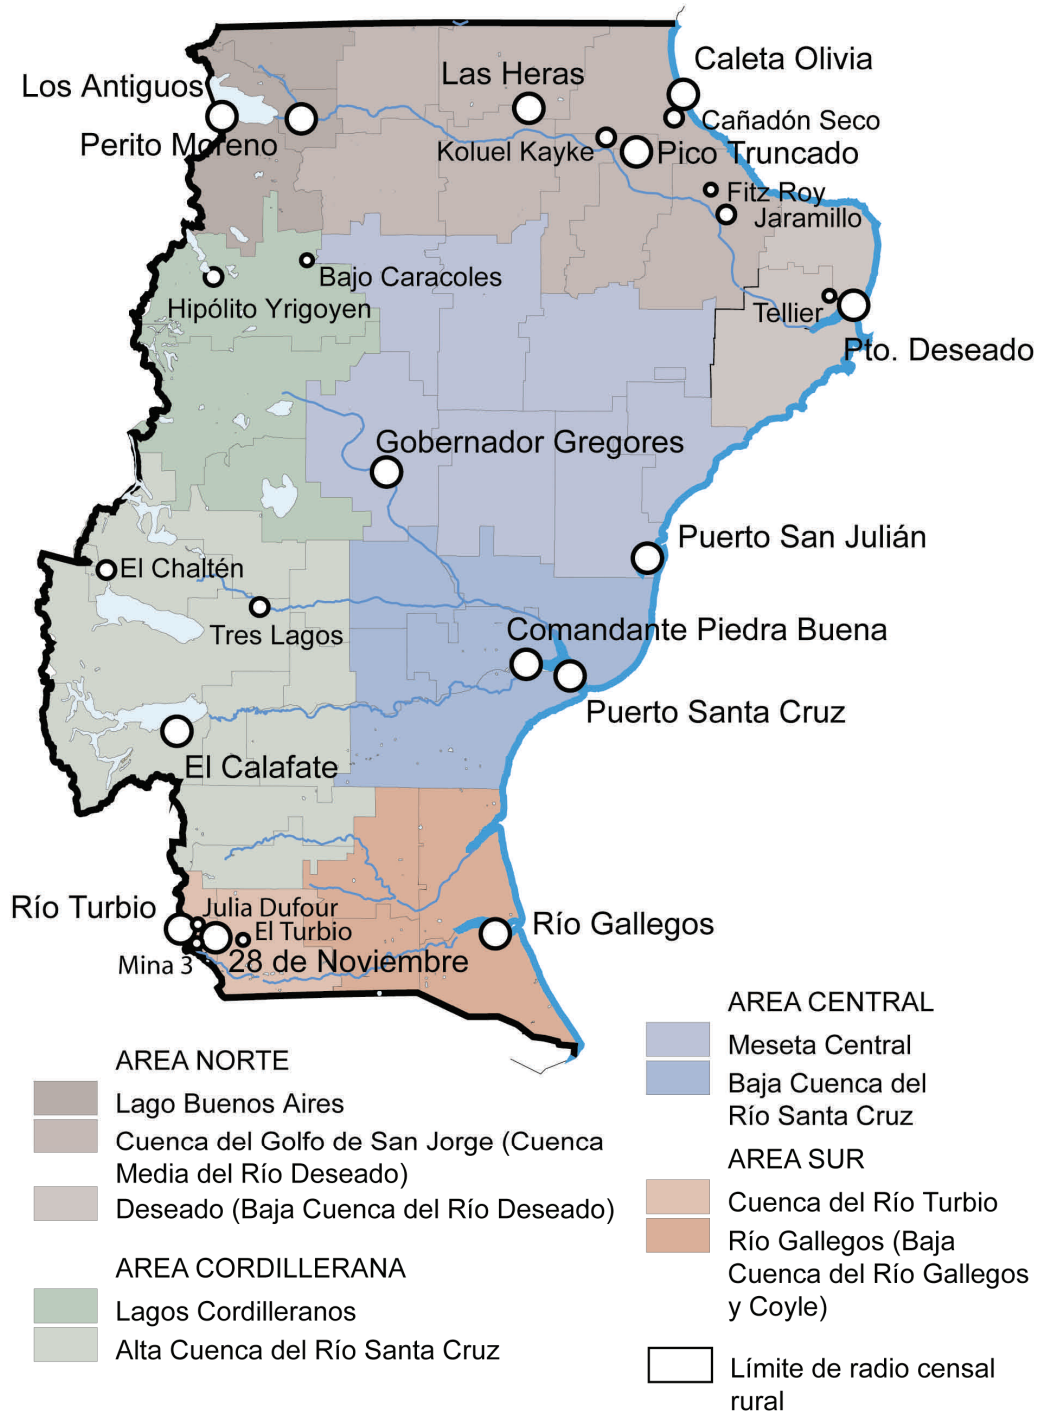 Caleta Olivia
Las Heras
Los Antiguos
Cañadón Seco
Perito Moreno
Koluel Kayke
Pico Truncado
Fitz Roy
Jaramillo
Bajo Caracoles
Hipólito Yrigoyen
Tellier
Pto. Deseado
Gobernador Gregores
Puerto San Julián
El Chaltén
Tres Lagos
Comandante Piedra Buena
Puerto Santa Cruz
El Calafate
Río Turbio
Julia Dufour
El Turbio
Río Gallegos
Mina 3
28 de Noviembre
AREA NORTE
Lago Buenos Aires
Cuenca del Golfo de San Jorge (Cuenca
Media del Río Deseado)
Deseado (Baja Cuenca del Río Deseado)
AREA CORDILLERANA
Lagos Cordilleranos
Alta Cuenca del Río Santa Cruz
AREA CENTRAL
Meseta Central
Baja Cuenca del
Río Santa Cruz
AREA SUR
Cuenca del Río Turbio
Río Gallegos (Baja
Cuenca del Río Gallegos
y Coyle)
Límite de radio censal
rural